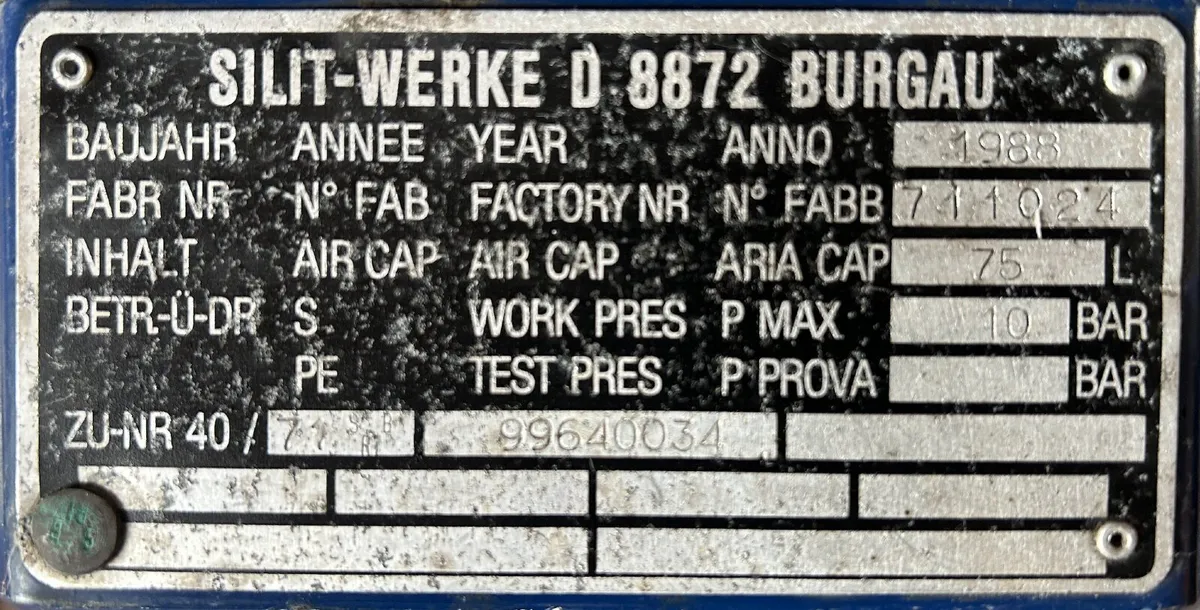 SILIT-WERKE D 8872 BURGAU
BAUJAHR ANNEE YEAR ANNO 1988
FABR NR N° FAB FACTORY NR N° FABB 711024
INHALT AIR CAP AIR CAP ARIA CAP 75 L
BETR-Ü-DR S WORK PRES P MAX 10 BAR
PE TEST PRES P PROVA BAR
ZU-NR 40 / 71 99640034